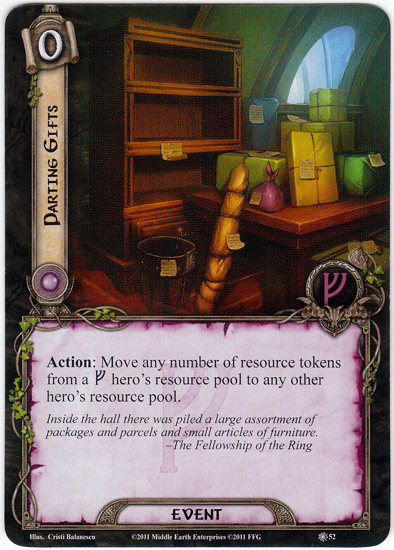 0
PARTING GIFTS
Action: Move any number of resource tokens
from a hero's resource pool to any other
hero's resource pool.
Inside the hall there was piled a large assortment of
packages and parcels and small articles of furniture.
–The Fellowship of the Ring
EVENT
Illus. Cristi Balanescu ©2011 Middle Earth Enterprises ©2011 FFG 52